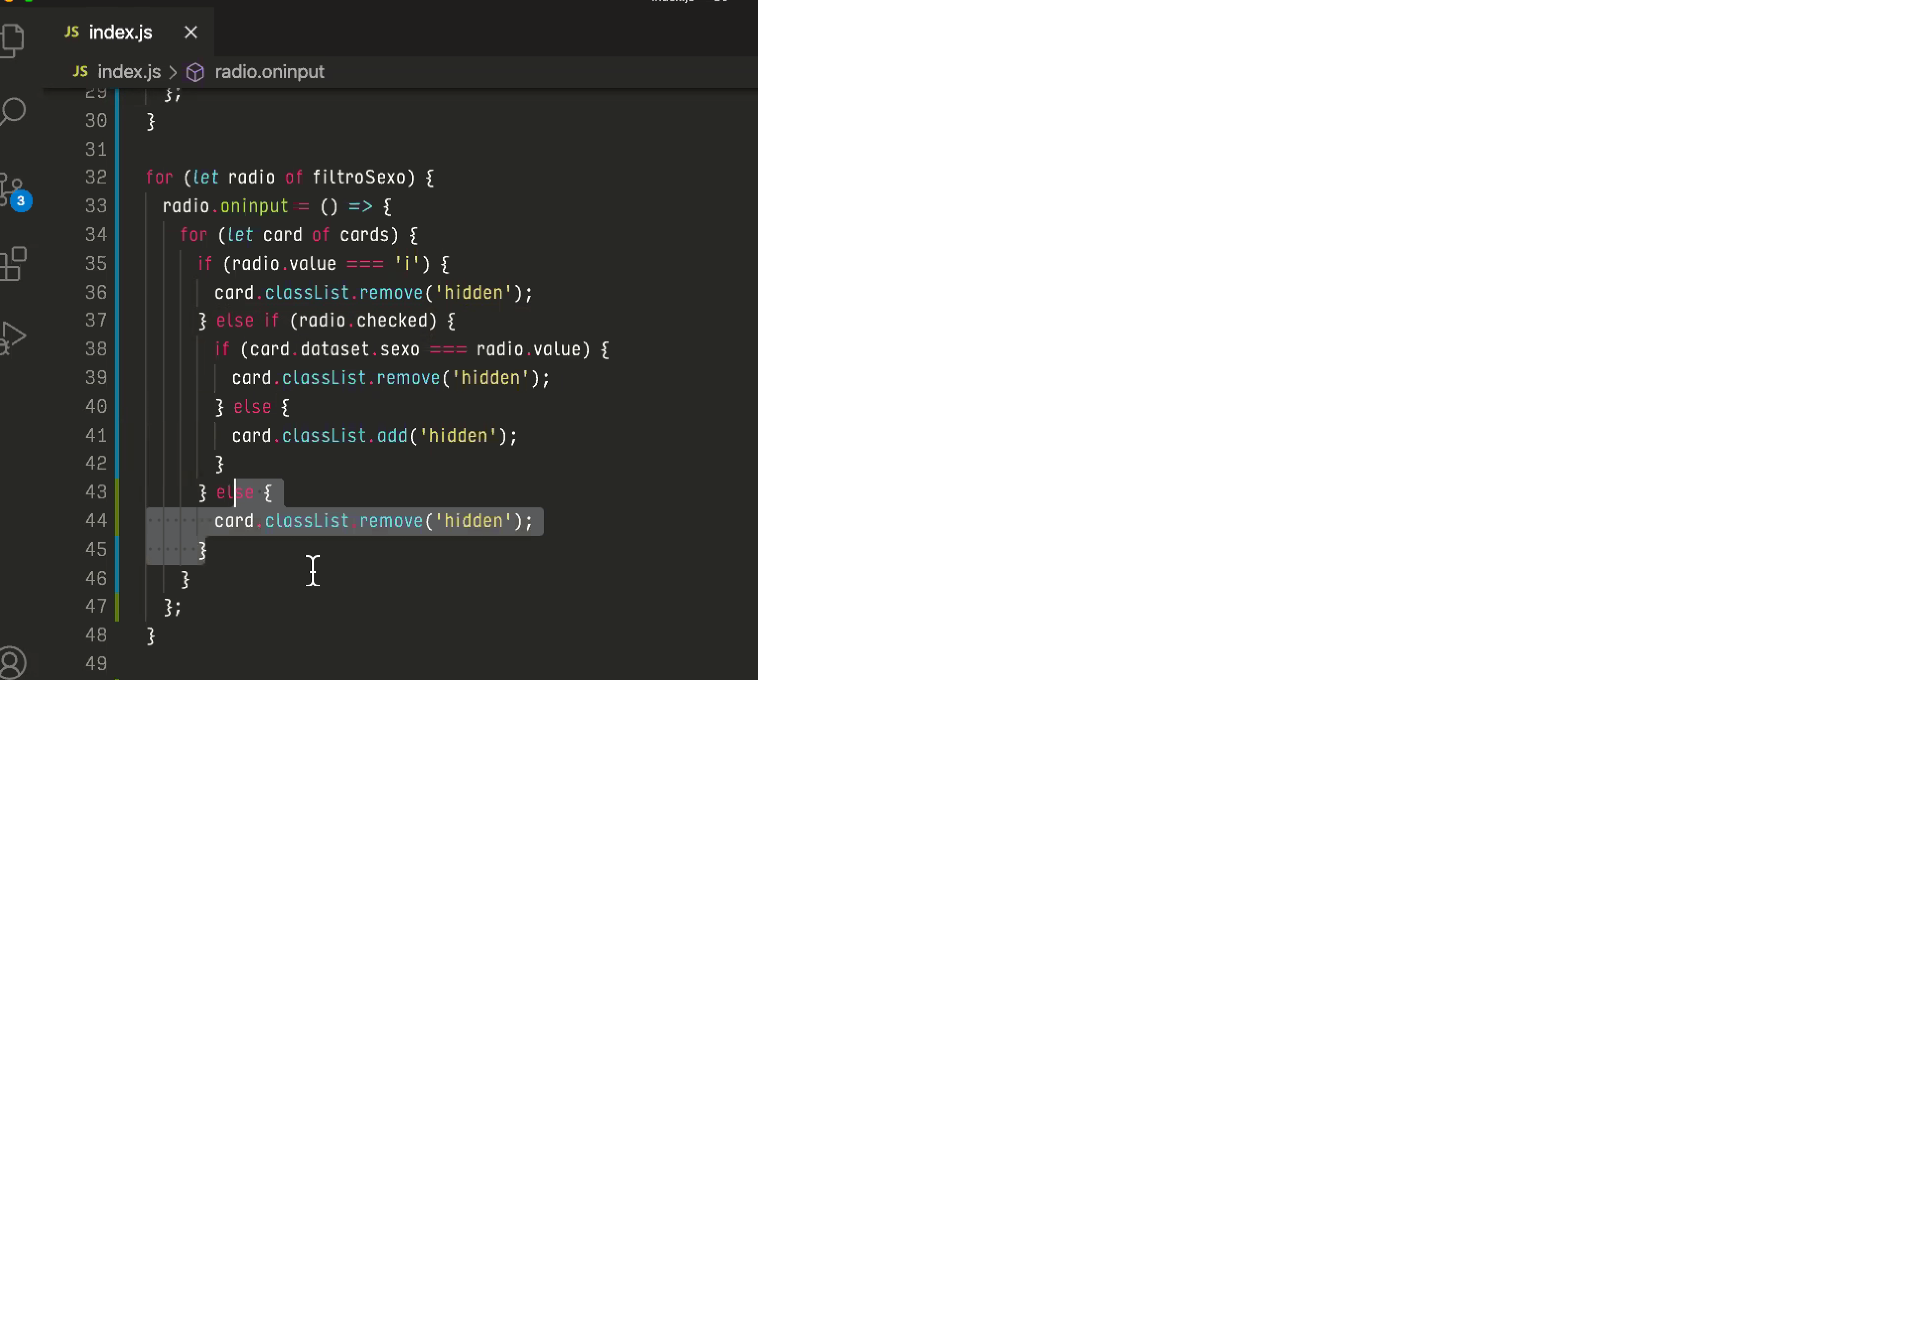 JS index.js
JS index.js > radio.oninput
29 };
30 }
31
32 for (let radio of filtroSexo) {
33 radio.oninput = () => {
34 for (let card of cards) {
35 if (radio.value === 'i') {
36 card.classList.remove('hidden');
37 } else if (radio.checked) {
38 if (card.dataset.sexo === radio.value) {
39 card.classList.remove('hidden');
40 } else {
41 card.classList.add('hidden');
42 }
43 } else {
44 card.classList.remove('hidden');
45 }
46 }
47 };
48 }
49
3